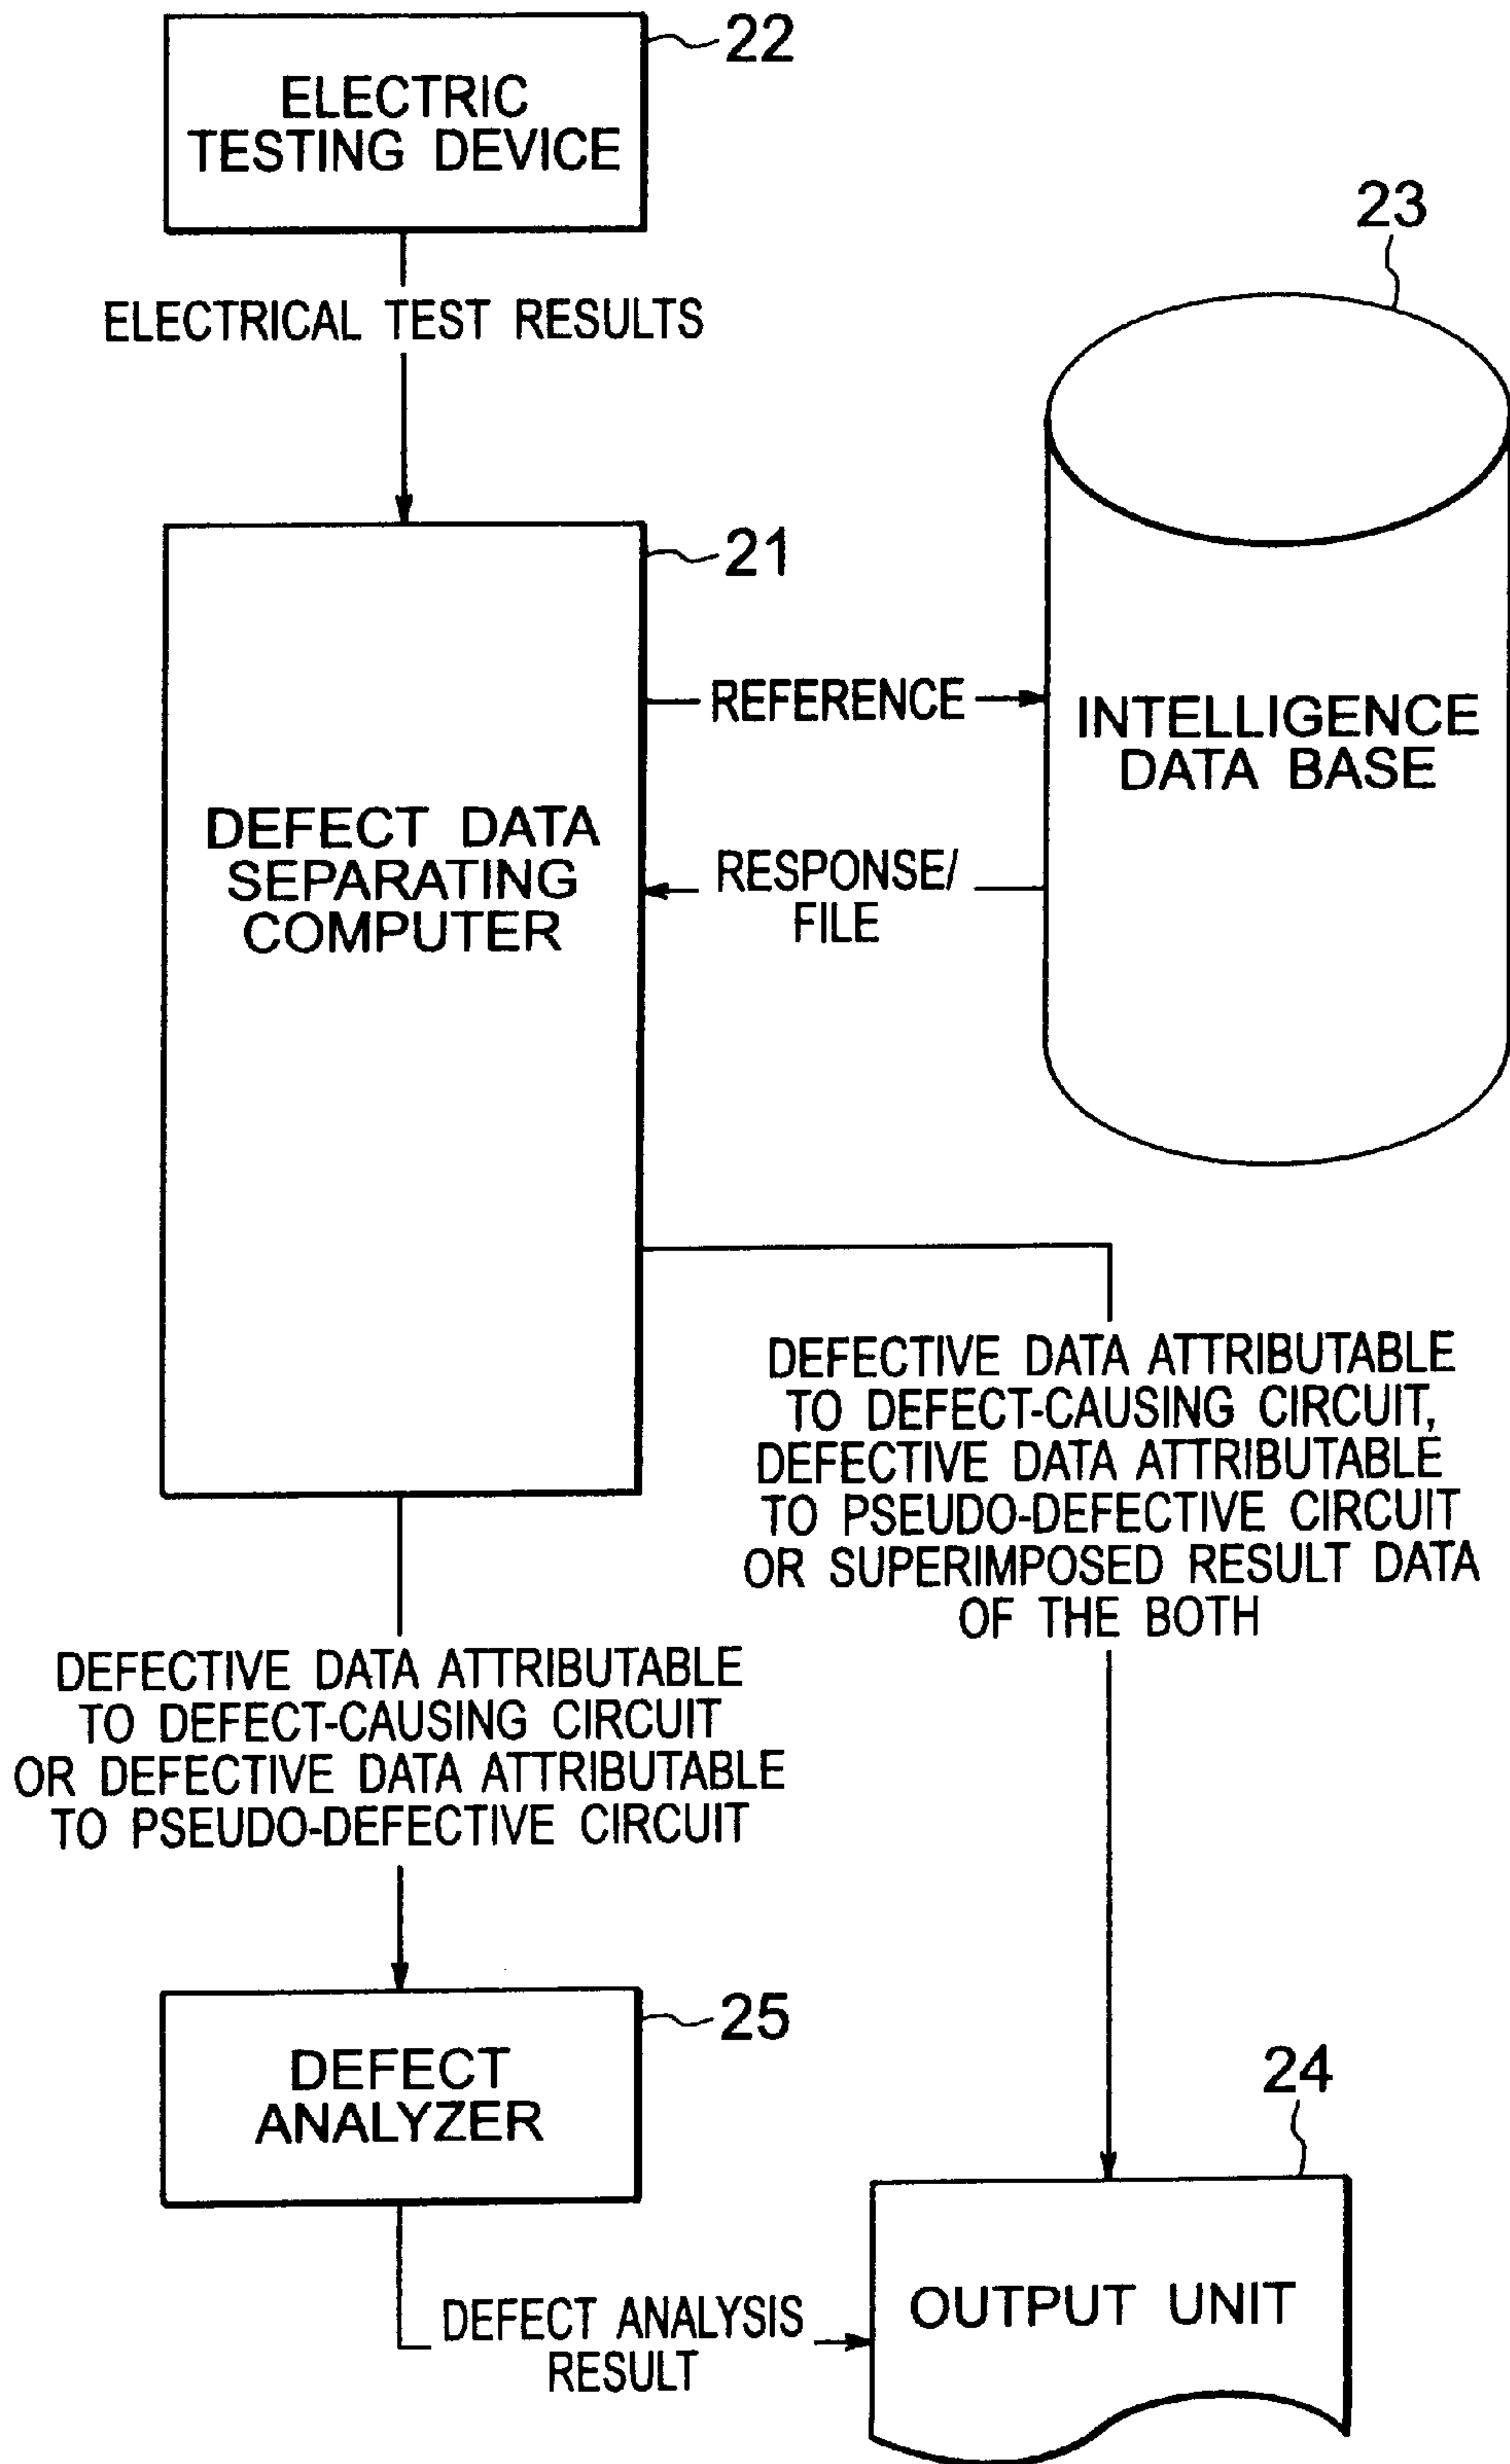 22
ELECTRIC
TESTING DEVICE
23
ELECTRICAL TEST RESULTS
21
REFERENCE
INTELLIGENCE
DATA BASE
DEFECT DATA
SEPARATING
COMPUTER
RESPONSE/
FILE
DEFECTIVE DATA ATTRIBUTABLE
TO DEFECT-CAUSING CIRCUIT,
DEFECTIVE DATA ATTRIBUTABLE
TO PSEUDO-DEFECTIVE CIRCUIT
OR SUPERIMPOSED RESULT DATA
OF THE BOTH
DEFECTIVE DATA ATTRIBUTABLE
TO DEFECT-CAUSING CIRCUIT
OR DEFECTIVE DATA ATTRIBUTABLE
TO PSEUDO-DEFECTIVE CIRCUIT
25
DEFECT
ANALYZER
24
OUTPUT UNIT
DEFECT ANALYSIS
RESULT